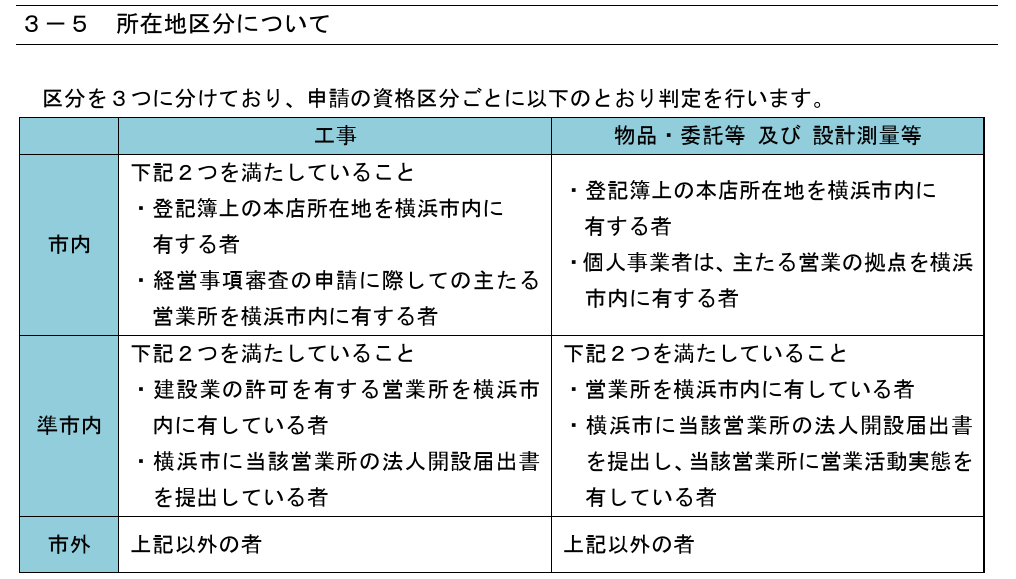 ３－５　所在地区分について
区分を３つに分けており、申請の資格区分ごとに以下のとおり判定を行います。
工事
物品・委託等 及び 設計測量等
市内
下記２つを満たしていること
・登記簿上の本店所在地を横浜市内に
有する者
・経営事項審査の申請に際しての主たる
営業所を横浜市内に有する者
・登記簿上の本店所在地を横浜市内に
有する者
・個人事業者は、主たる営業の拠点を横浜
市内に有する者
準市内
下記２つを満たしていること
・建設業の許可を有する営業所を横浜市
内に有している者
・横浜市に当該営業所の法人開設届出書
を提出している者
下記２つを満たしていること
・営業所を横浜市内に有している者
・横浜市に当該営業所の法人開設届出書
を提出し、当該営業所に営業活動実態を
有している者
市外
上記以外の者
上記以外の者